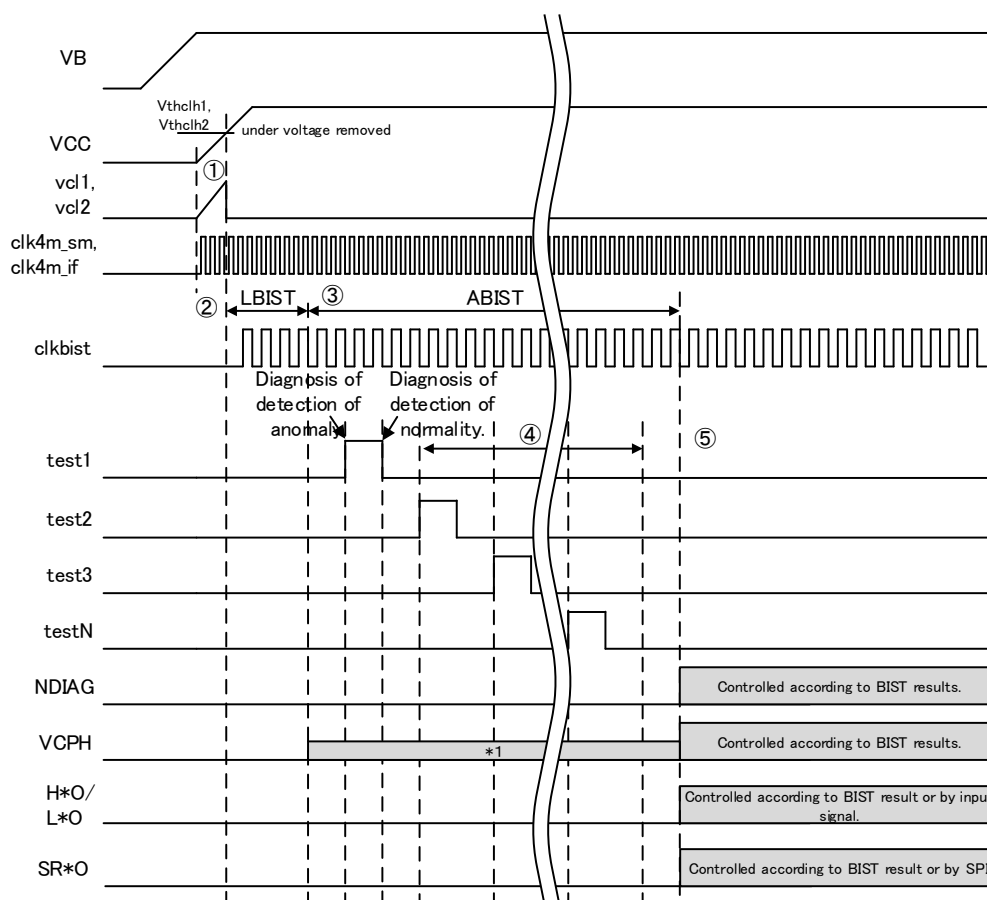 VB
Vthclh1,
Vthclh2
under voltage removed
VCC
①
vcl1,
vcl2
clk4m_sm,
clk4m_if
②
LBIST
③
ABIST
clkbist
Diagnosis of
detection of
anomaly.
Diagnosis of
detection of
normality.
④
⑤
test1
test2
test3
testN
NDIAG
Controlled according to BIST results.
VCPH
*1
Controlled according to BIST results.
H*O/
L*O
Controlled according to BIST result or by input
signal.
SR*O
Controlled according to BIST result or by SPI